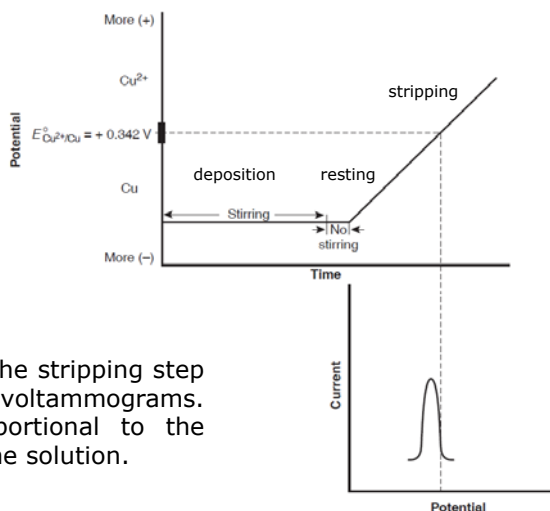 More (+)
Cu²⁺
stripping
Potential
E°Cu²⁺/Cu = + 0.342 V
deposition
resting
Cu
Stirring
No
stirring
More (–)
Time
he stripping step
voltammograms.
portional to the
ne solution.
Current
Potential